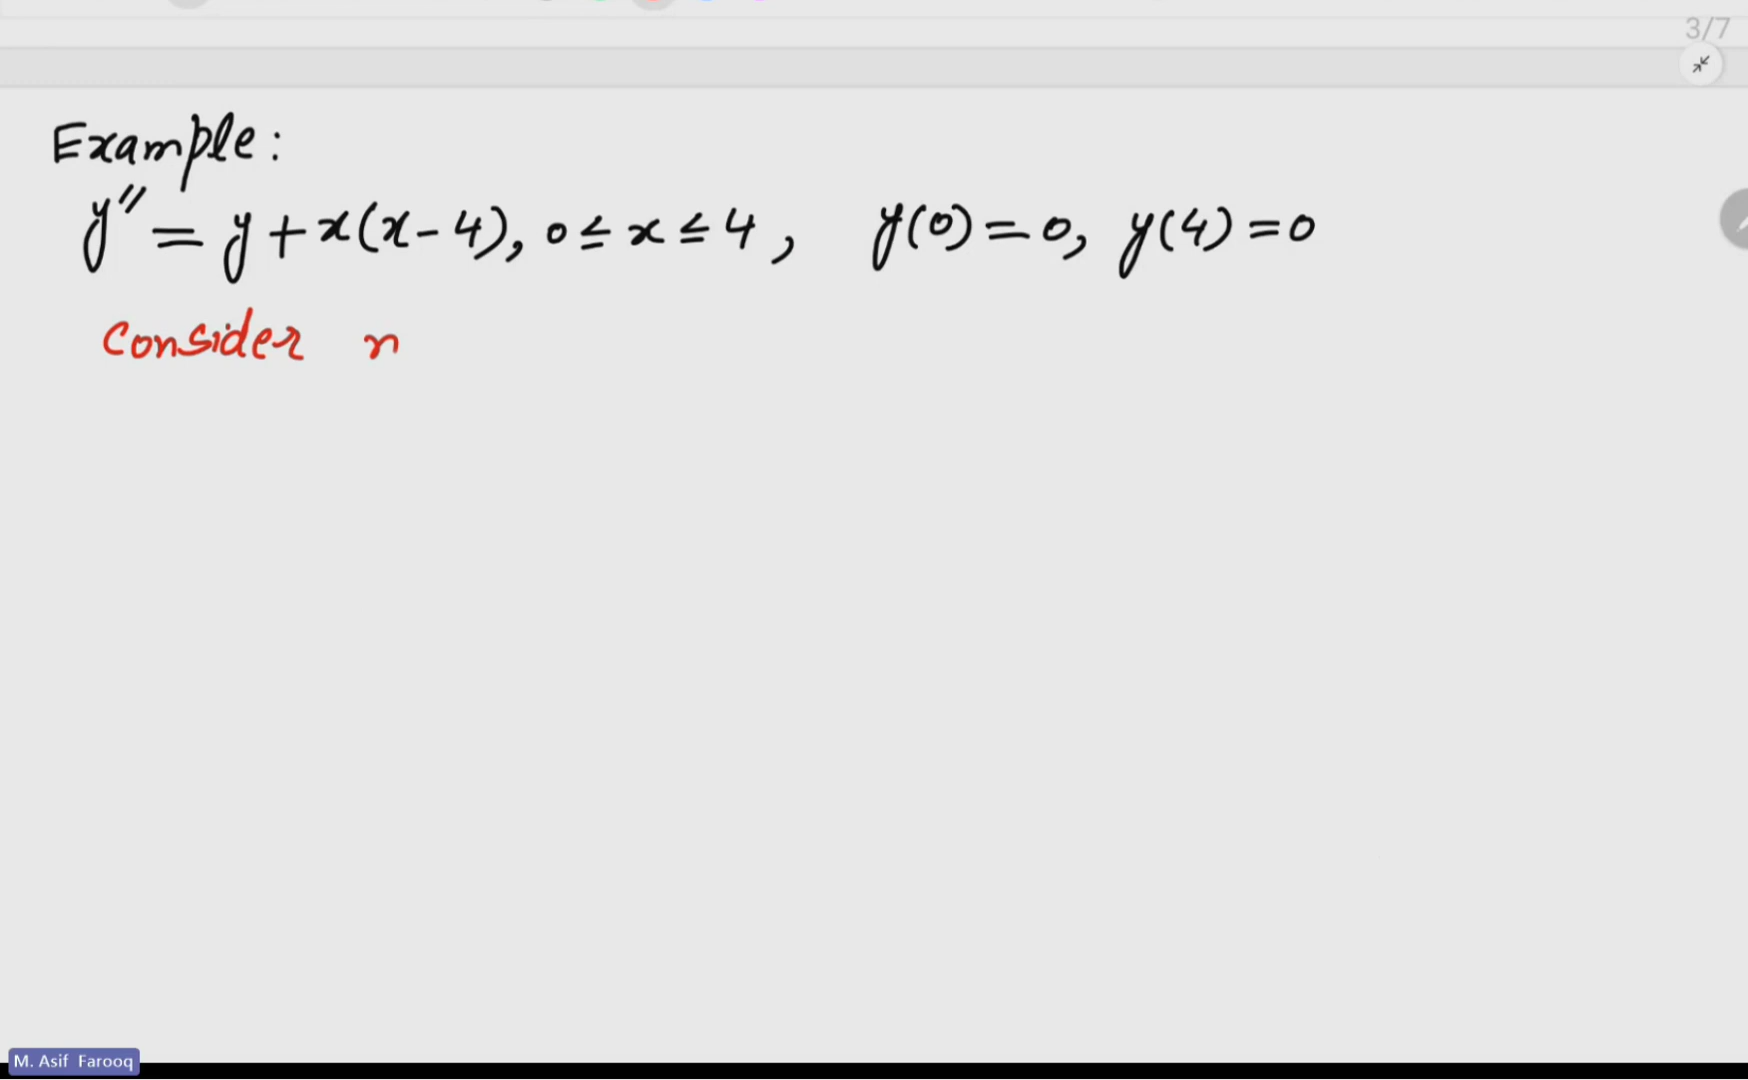 3/7
Example:
y'' = y + x(x-4), 0 ≤ x ≤ 4, y(0) = 0, y(4) = 0
Consider n
M. Asif Farooq